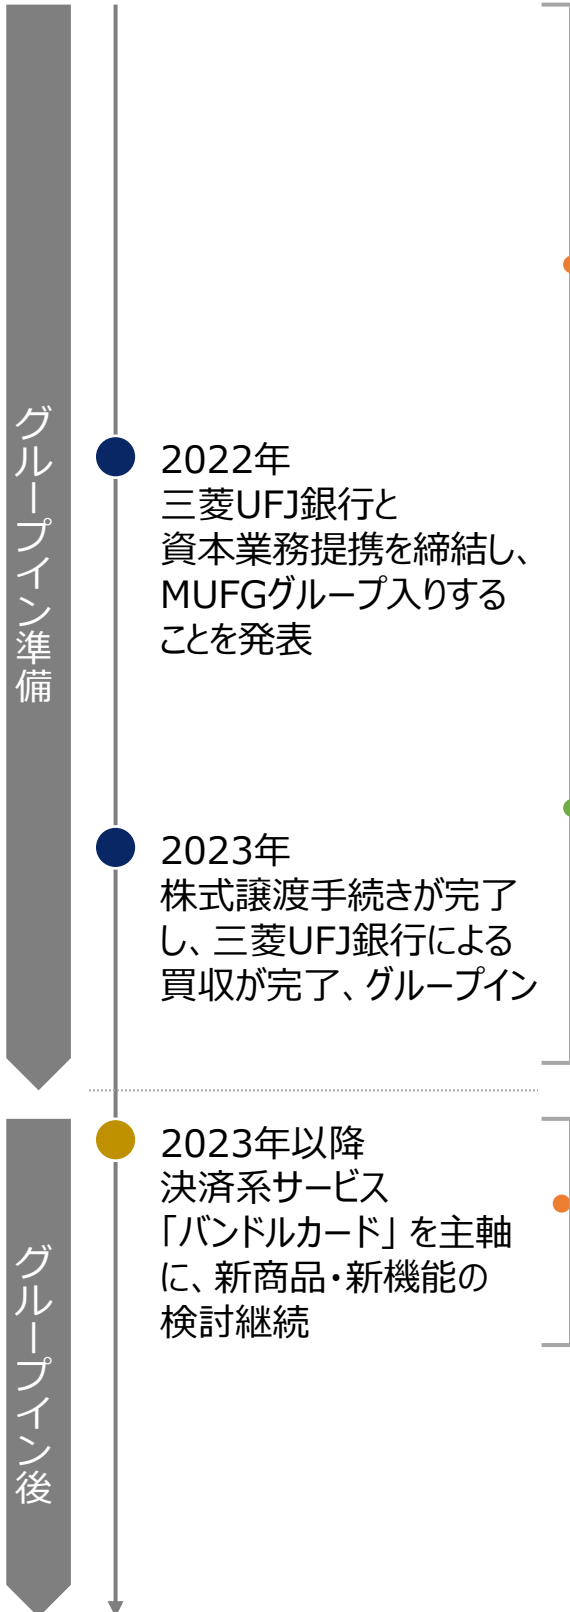 グループイン準備
2022年
三菱UFJ銀行と
資本業務提携を締結し、
MUFGグループ入りする
ことを発表
2023年
株式譲渡手続きが完了
し、三菱UFJ銀行による
買収が完了、グループイン
グループイン後
2023年以降
決済系サービス
「バンドルカード」を主軸
に、新商品・新機能の
検討継続